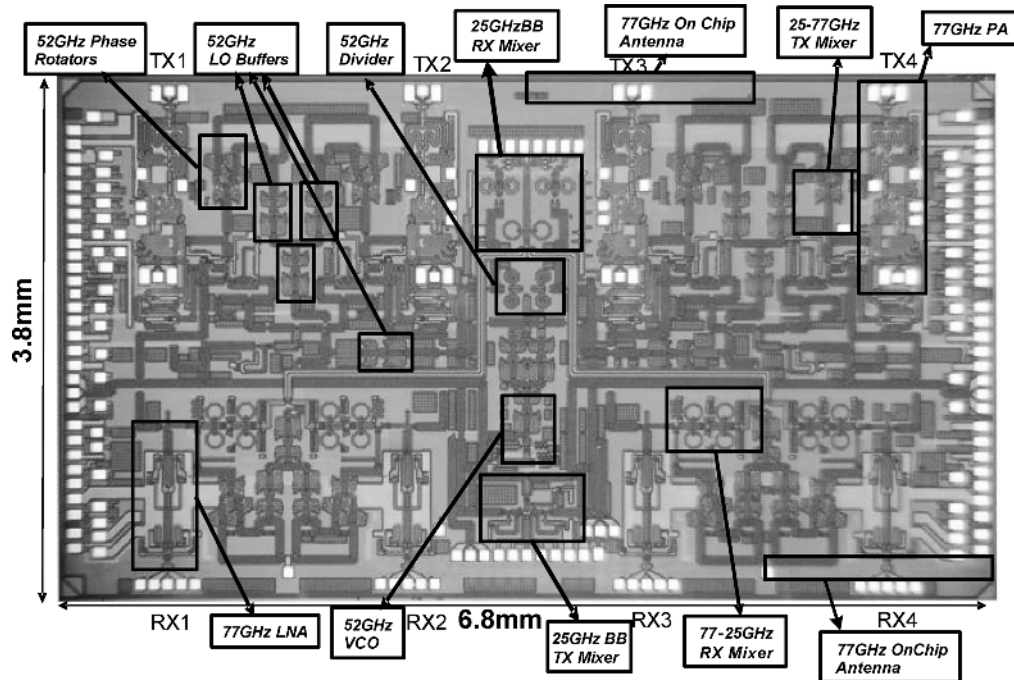 52GHz Phase
Rotators
52GHz
LO Buffers
52GHz
Divider
25GHzBB
RX Mixer
77GHz On Chip
Antenna
25-77GHz
TX Mixer
77GHz PA
TX1
TX2
TX3
TX4
3.8mm
RX1
77GHz LNA
52GHz
VCO
RX2
6.8mm
25GHz BB
TX Mixer
RX3
77-25GHz
RX Mixer
RX4
77GHz OnChip
Antenna